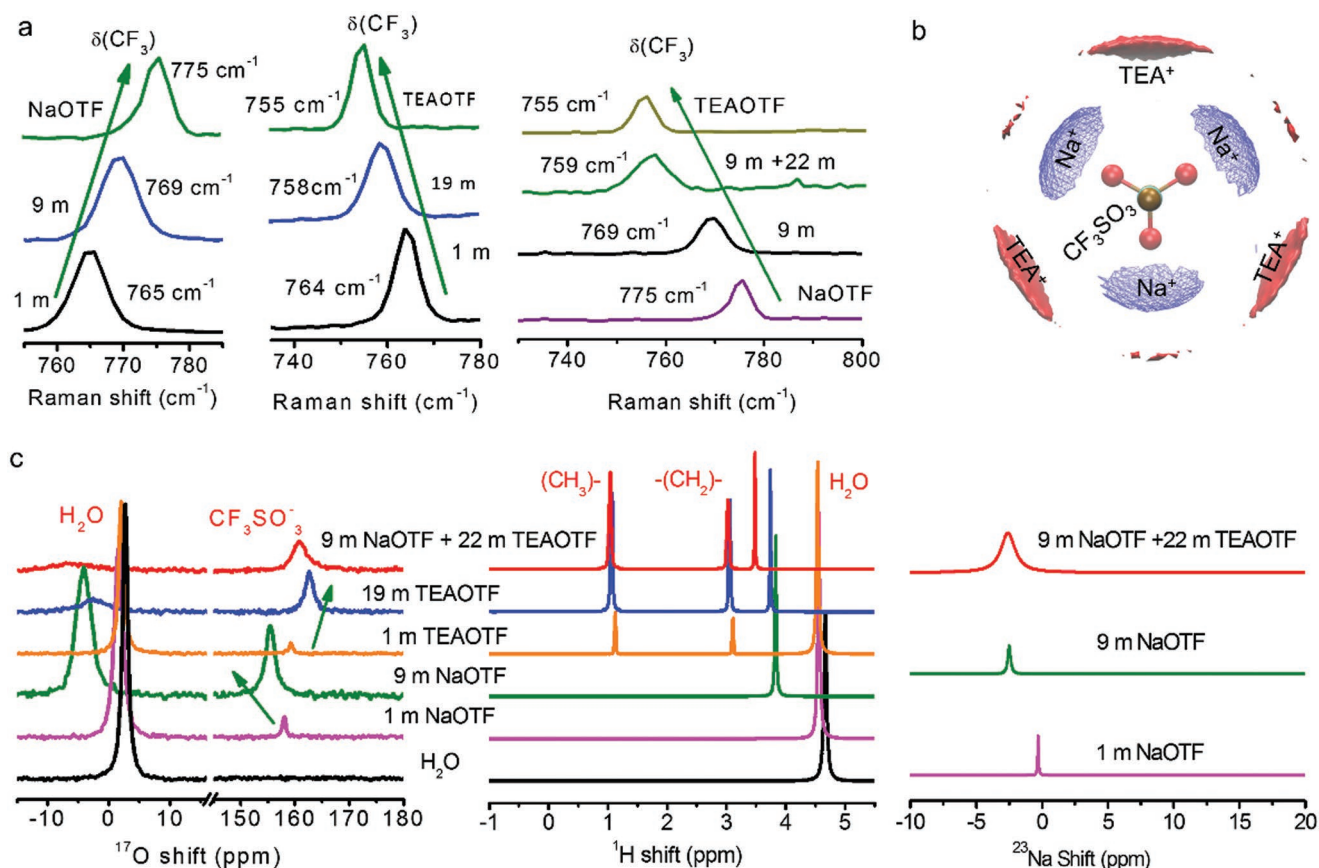 a
δ(CF3)
775 cm-1
NaOTF
9 m
769 cm-1
1 m
765 cm-1
760 770 780
Raman shift (cm-1)
δ(CF3)
755 cm-1
TEAOTF
758cm-1
19 m
764 cm-1
1 m
740 760 780
Raman shift (cm-1)
δ(CF3)
755 cm-1
TEAOTF
759 cm-1
9 m +22 m
769 cm-1
9 m
775 cm-1
NaOTF
740 760 780 800
Raman shift (cm-1)
b
TEA+
Na+
Na+
CF3SO3
TEA+
Na+
TEA+
c
H2O
CF3SO3-
9 m NaOTF + 22 m TEAOTF
19 m TEAOTF
1 m TEAOTF
9 m NaOTF
1 m NaOTF
H2O
-10 0 10 150 160 170 180
17O shift (ppm)
(CH3)-
-(CH2)-
H2O
-1 0 1 2 3 4 5
1H shift (ppm)
9 m NaOTF +22 m TEAOTF
9 m NaOTF
1 m NaOTF
-10 -5 0 5 10 15 20
23Na Shift (ppm)